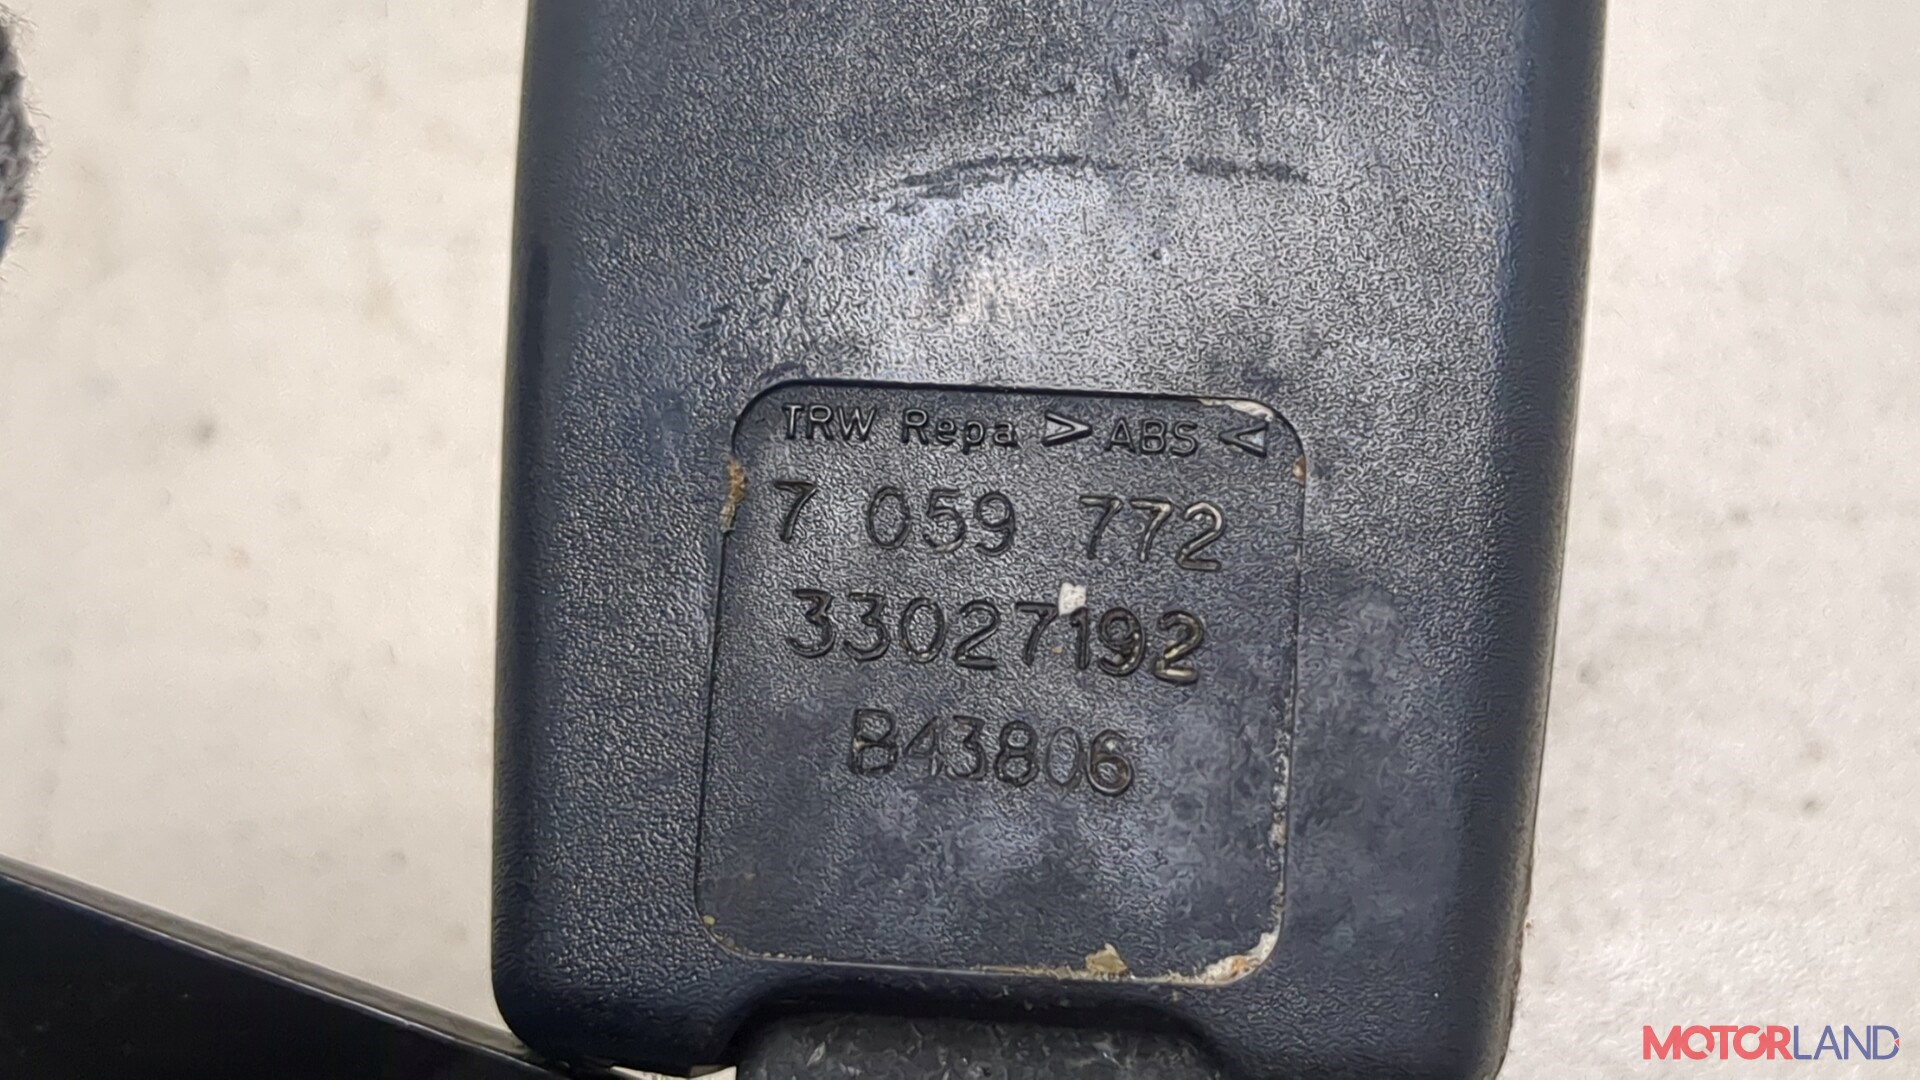 TRW Repa > ABS <
7 059 772
33027192
B43806
MOTORLAND